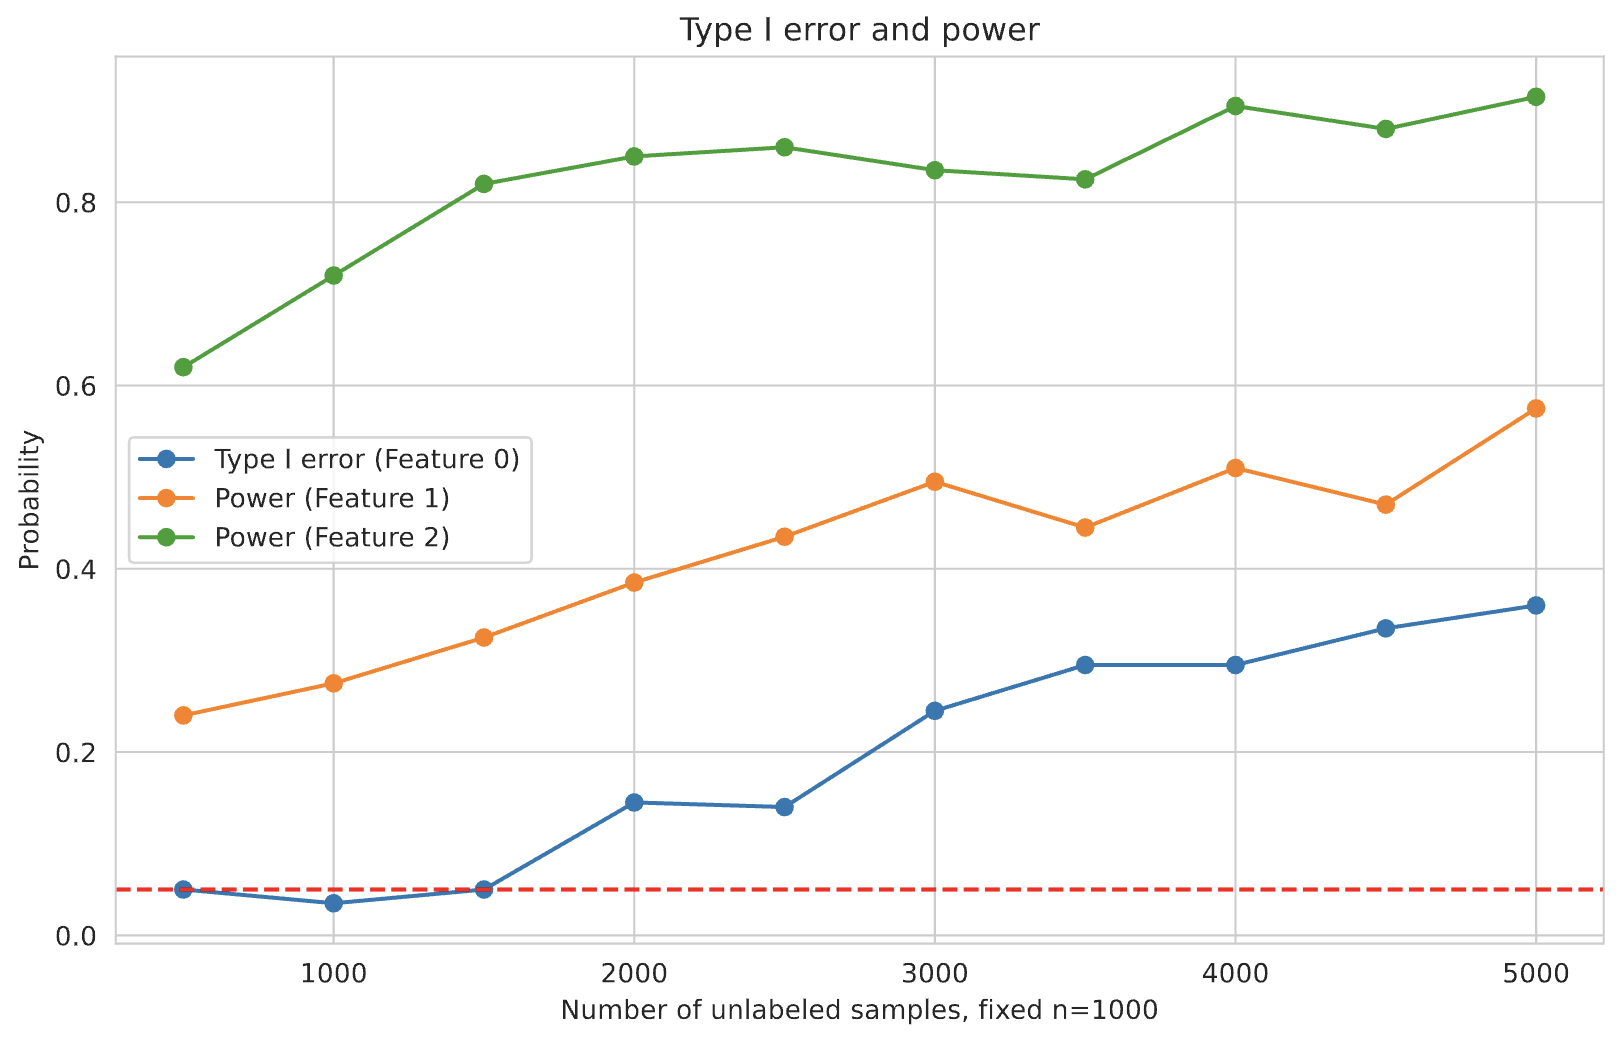 Type I error and power
Probability
0.8
0.6
0.4
0.2
0.0
Type I error (Feature 0)
Power (Feature 1)
Power (Feature 2)
1000 2000 3000 4000 5000
Number of unlabeled samples, fixed n=1000